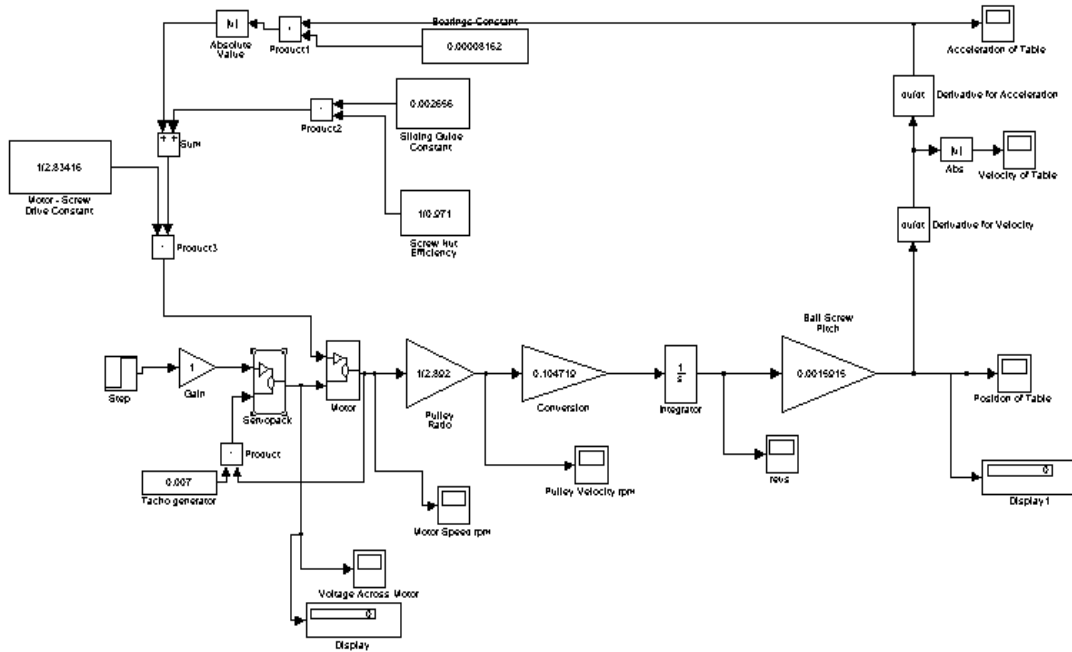 Bearings Constant
|u|
Absolute
Value
Product1
0.00008162
Acceleration of Table
0.002666
Sliding Guide
Constant
Product2
du/dt
Derivative for Acceleration
+ +
Sum
1/2.83416
Motor - Screw
Drive Constant
|u|
Abs
Velocity of Table
1/0.971
Screw Nut
Efficiency
du/dt
Derivative for Velocity
Product3
Ball Screw
Pitch
Step
1
Gain
Servopack
Motor
1/2.892
Pulley
Ratio
0.104719
Conversion
1
s
Integrator
0.0015915
Position of Table
Product
0.007
Tacho generator
Motor Speed rpm
Pulley Velocity rpm
revs
0
Display1
Voltage Across Motor
0
Display